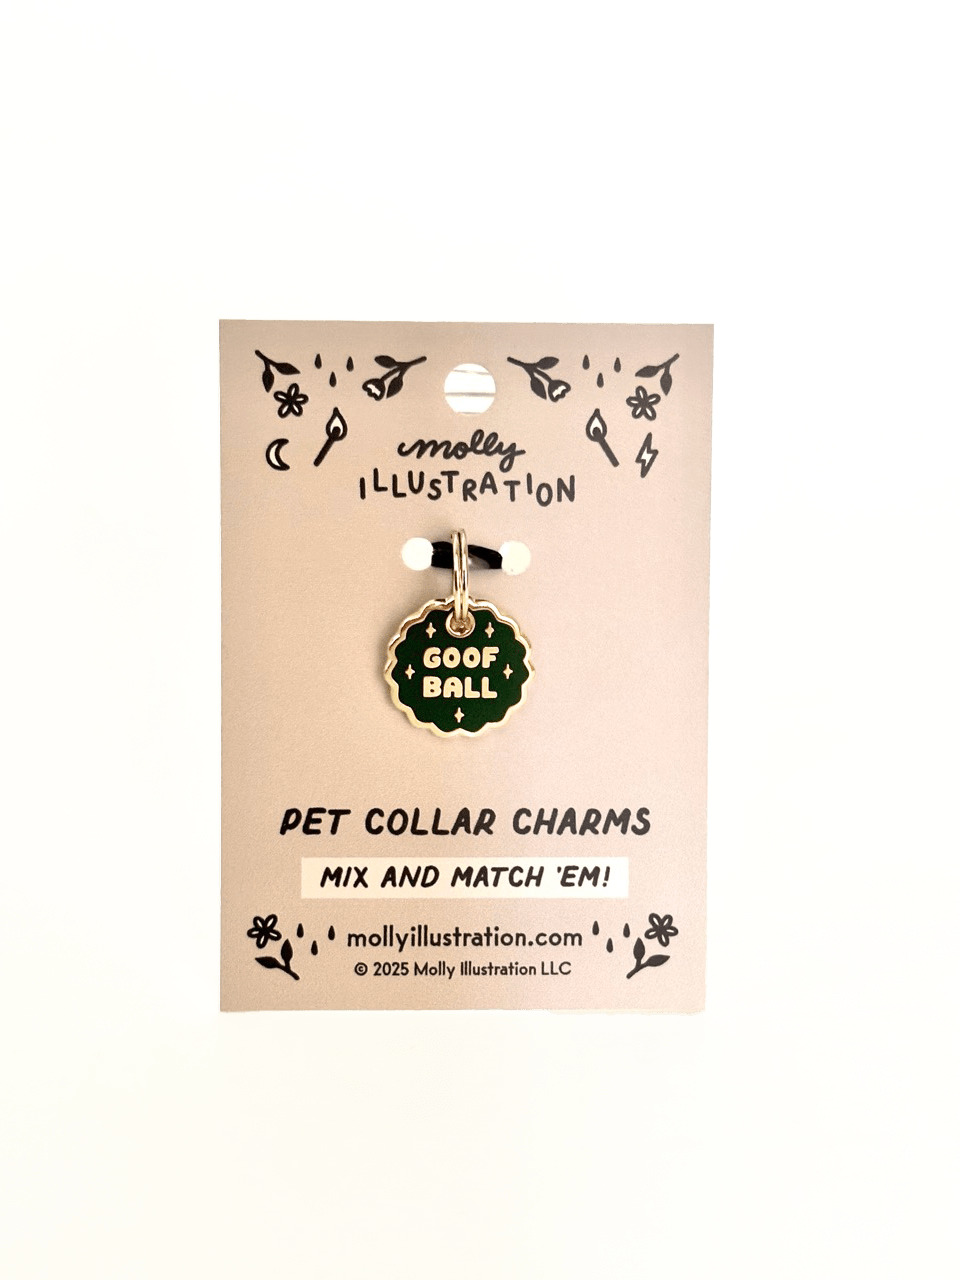 molly
ILLUSTRATION
GOOF
BALL
PET COLLAR CHARMS
MIX AND MATCH 'EM!
mollyillustration.com
© 2025 Molly Illustration LLC